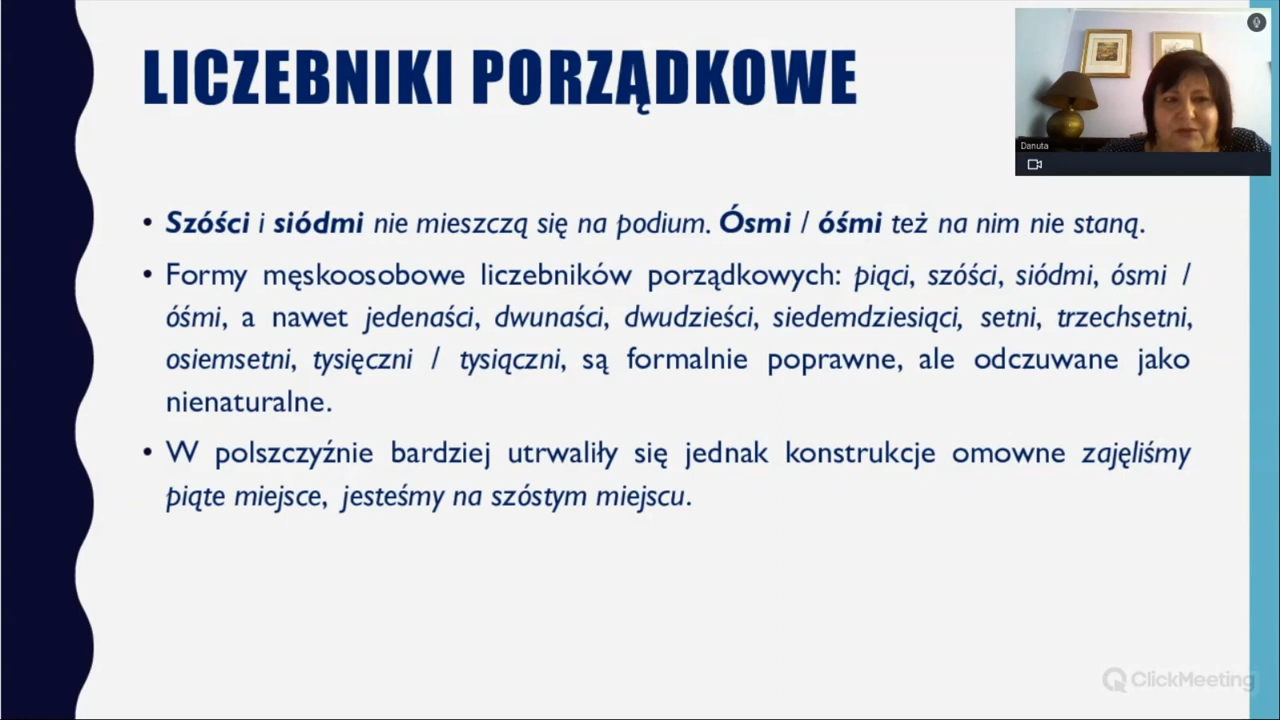 LICZEBNIKI PORZĄDKOWE
Danuta
• Szóści i siódmi nie mieszczą się na podium. Ósmi / óśmi też na nim nie staną.
• Formy męskoosobowe liczebników porządkowych: piąci, szóści, siódmi, ósmi /
óśmi, a nawet jedenaści, dwunaści, dwudzieści, siedemdziesiąci, setni, trzechsetni,
osiemsetni, tysięczni / tysiączni, są formalnie poprawne, ale odczuwane jako
nienaturalne.
• W polszczyźnie bardziej utrwaliły się jednak konstrukcje omowne zajęliśmy
piąte miejsce, jesteśmy na szóstym miejscu.
ClickMeeting